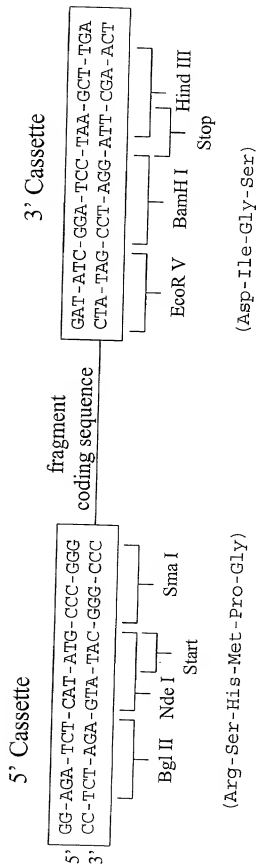 5' Cassette
3' Cassette
5' GG-AGA-TCT-CAT-ATG-CCC-GGG
3' CC-TCT-AGA-GTA-TAC-GGG-CCC
fragment
coding sequence
GAT-ATC-GGA-TCC-TAA-GCT-TGA
CTA-TAG-CCT-AGG-ATT-CGA-ACT
Bgl II
Nde I
Sma I
Start
EcoR V
BamH I
Hind III
Stop
(Arg-Ser-His-Met-Pro-Gly)
(Asp-Ile-Gly-Ser)